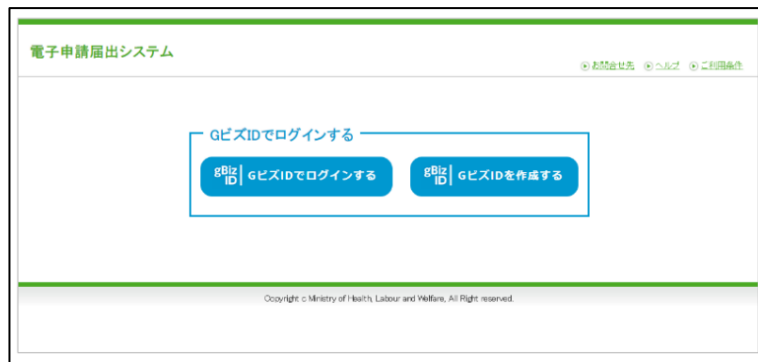 電子申請届出システム
お問合せ先 ヘルプ ご利用条件
GビズIDでログインする
gBiz ID GビズIDでログインする gBiz ID GビズIDを作成する
Copyright c Ministry of Health, Labour and Welfare, All Right reserved.